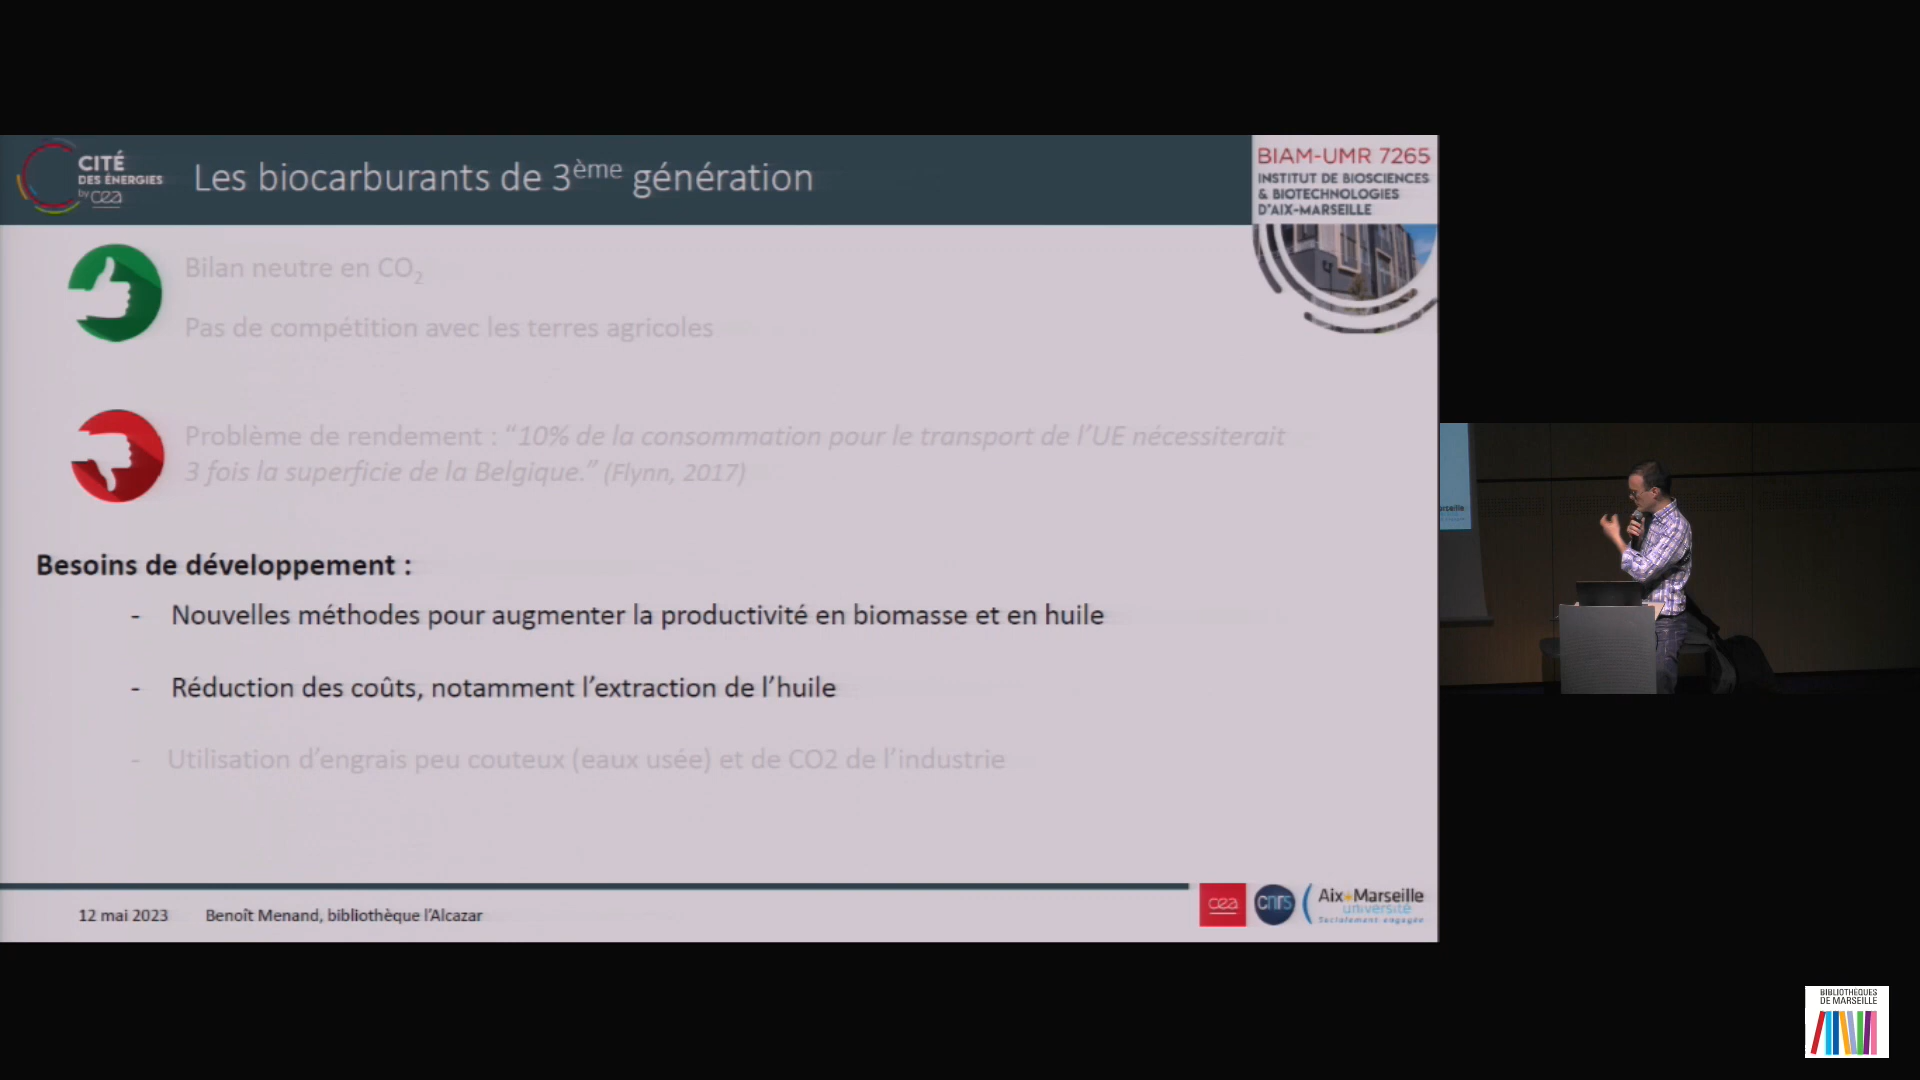 CITÉ
DES ÉNERGIES
by cea
Les biocarburants de 3ème génération
BIAM-UMR 7265
INSTITUT DE BIOSCIENCES
& BIOTECHNOLOGIES
D'AIX-MARSEILLE
Bilan neutre en CO2
Pas de compétition avec les terres agricoles
Problème de rendement : "10% de la consommation pour le transport de l'UE nécessiterait
3 fois la superficie de la Belgique." (Flynn, 2017)
Besoins de développement :
- Nouvelles méthodes pour augmenter la productivité en biomasse et en huile
- Réduction des coûts, notamment l'extraction de l'huile
- Utilisation d'engrais peu couteux (eaux usée) et de CO2 de l'industrie
12 mai 2023 Benoît Menand, bibliothèque l'Alcazar
cea
cnrs
Aix*Marseille
université
Socialement engagée
BIBLIOTHÈQUES
DE MARSEILLE